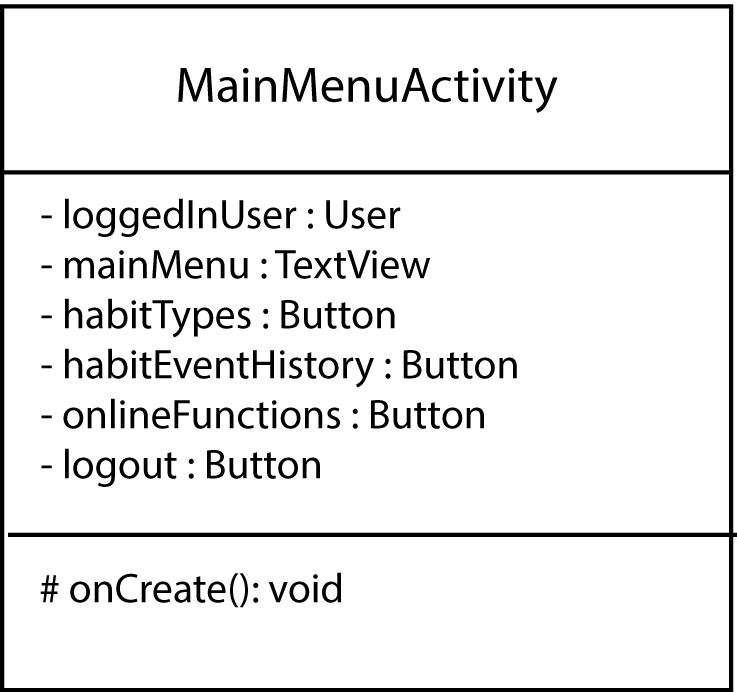 MainMenuActivity
- loggedInUser : User
- mainMenu : TextView
- habitTypes : Button
- habitEventHistory : Button
- onlineFunctions : Button
- logout : Button
# onCreate(): void